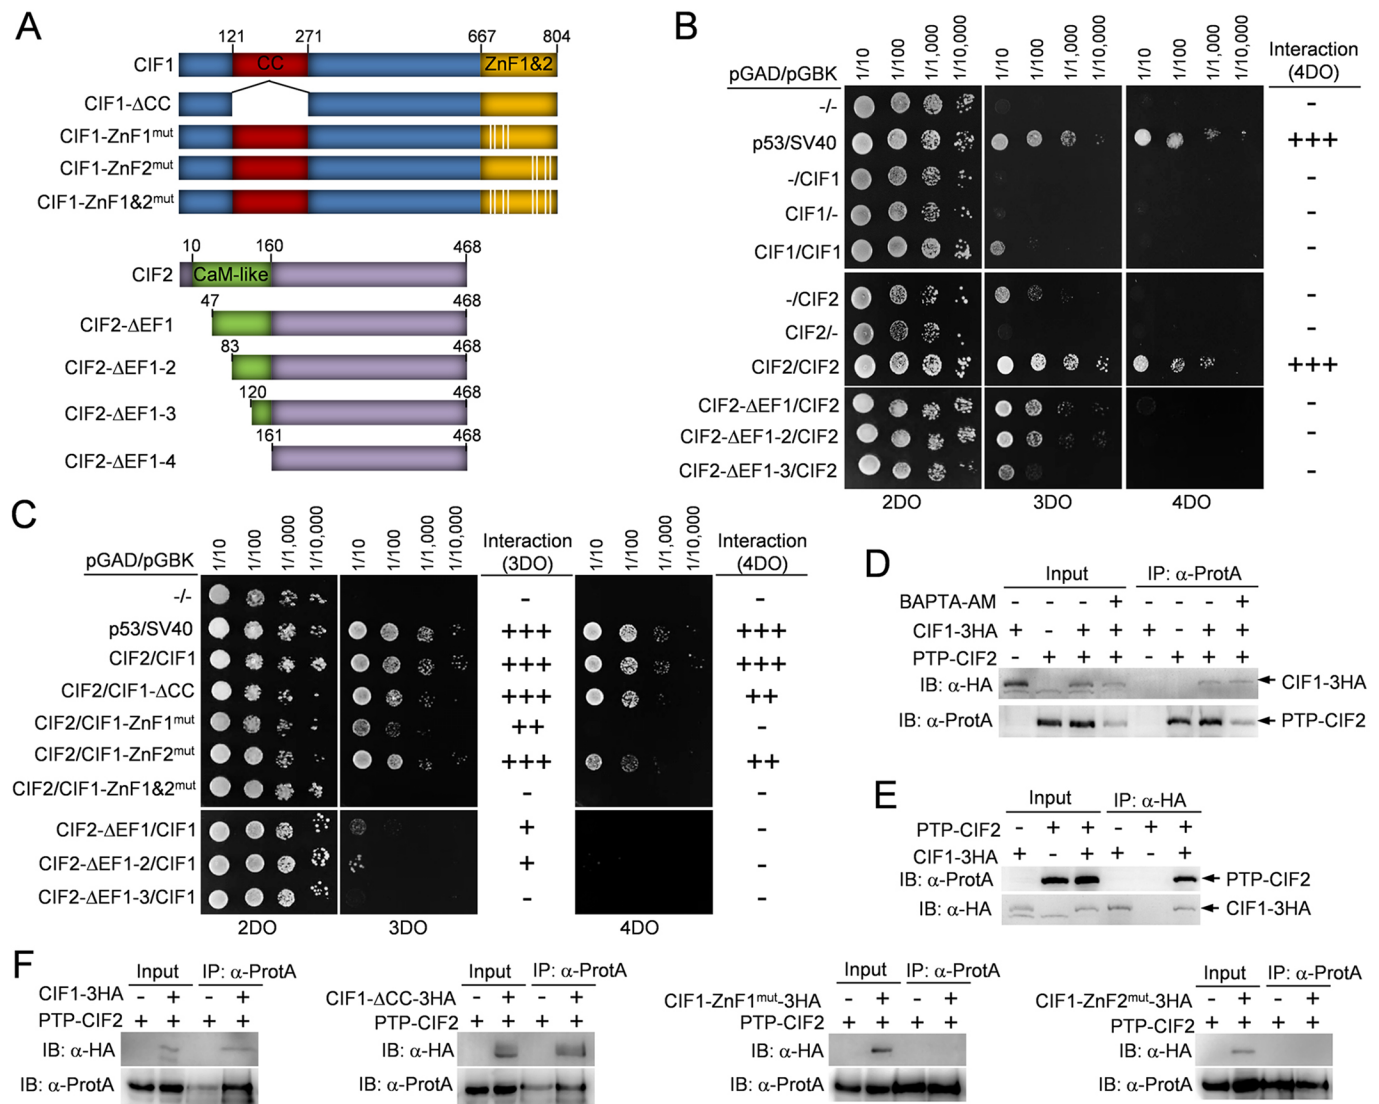 A
121 271 667 804
CIF1 CC ZnF1&2
CIF1-ΔCC
CIF1-ZnF1mut
CIF1-ZnF2mut
CIF1-ZnF1&2mut
10 160 468
CIF2 CaM-like
47 468
CIF2-ΔEF1
83 468
CIF2-ΔEF1-2
120 468
CIF2-ΔEF1-3
161 468
CIF2-ΔEF1-4
B
1/10 1/100 1/1,000 1/10,000 1/10 1/100 1/1,000 1/10,000 1/10 1/100 1/1,000 1/10,000
pGAD/pGBK Interaction (4DO)
-/- -
p53/SV40 +++
-/CIF1 -
CIF1/- -
CIF1/CIF1 -
-/CIF2 -
CIF2/- -
CIF2/CIF2 +++
CIF2-ΔEF1/CIF2 -
CIF2-ΔEF1-2/CIF2 -
CIF2-ΔEF1-3/CIF2 -
2DO 3DO 4DO
C
1/10 1/100 1/1,000 1/10,000 1/10 1/100 1/1,000 1/10,000 1/10 1/100 1/1,000 1/10,000
pGAD/pGBK Interaction (3DO) Interaction (4DO)
-/- - -
p53/SV40 +++ +++
CIF2/CIF1 +++ +++
CIF2/CIF1-ΔCC +++ ++
CIF2/CIF1-ZnF1mut ++ -
CIF2/CIF1-ZnF2mut +++ ++
CIF2/CIF1-ZnF1&2mut - -
CIF2-ΔEF1/CIF1 + -
CIF2-ΔEF1-2/CIF1 + -
CIF2-ΔEF1-3/CIF1 - -
2DO 3DO 4DO
D
Input IP: α-ProtA
BAPTA-AM - - - + - - - +
CIF1-3HA + - + + + - + +
PTP-CIF2 - + + + - + + +
IB: α-HA CIF1-3HA
IB: α-ProtA PTP-CIF2
E
Input IP: α-HA
PTP-CIF2 - + + - + +
CIF1-3HA + - + + - +
IB: α-ProtA PTP-CIF2
IB: α-HA CIF1-3HA
F
Input IP: α-ProtA
CIF1-3HA - + - +
PTP-CIF2 + + + +
IB: α-HA
IB: α-ProtA
Input IP: α-ProtA
CIF1-ΔCC-3HA - + - +
PTP-CIF2 + + + +
IB: α-HA
IB: α-ProtA
Input IP: α-ProtA
CIF1-ZnF1mut-3HA - + - +
PTP-CIF2 + + + +
IB: α-HA
IB: α-ProtA
Input IP: α-ProtA
CIF1-ZnF2mut-3HA - + - +
PTP-CIF2 + + + +
IB: α-HA
IB: α-ProtA